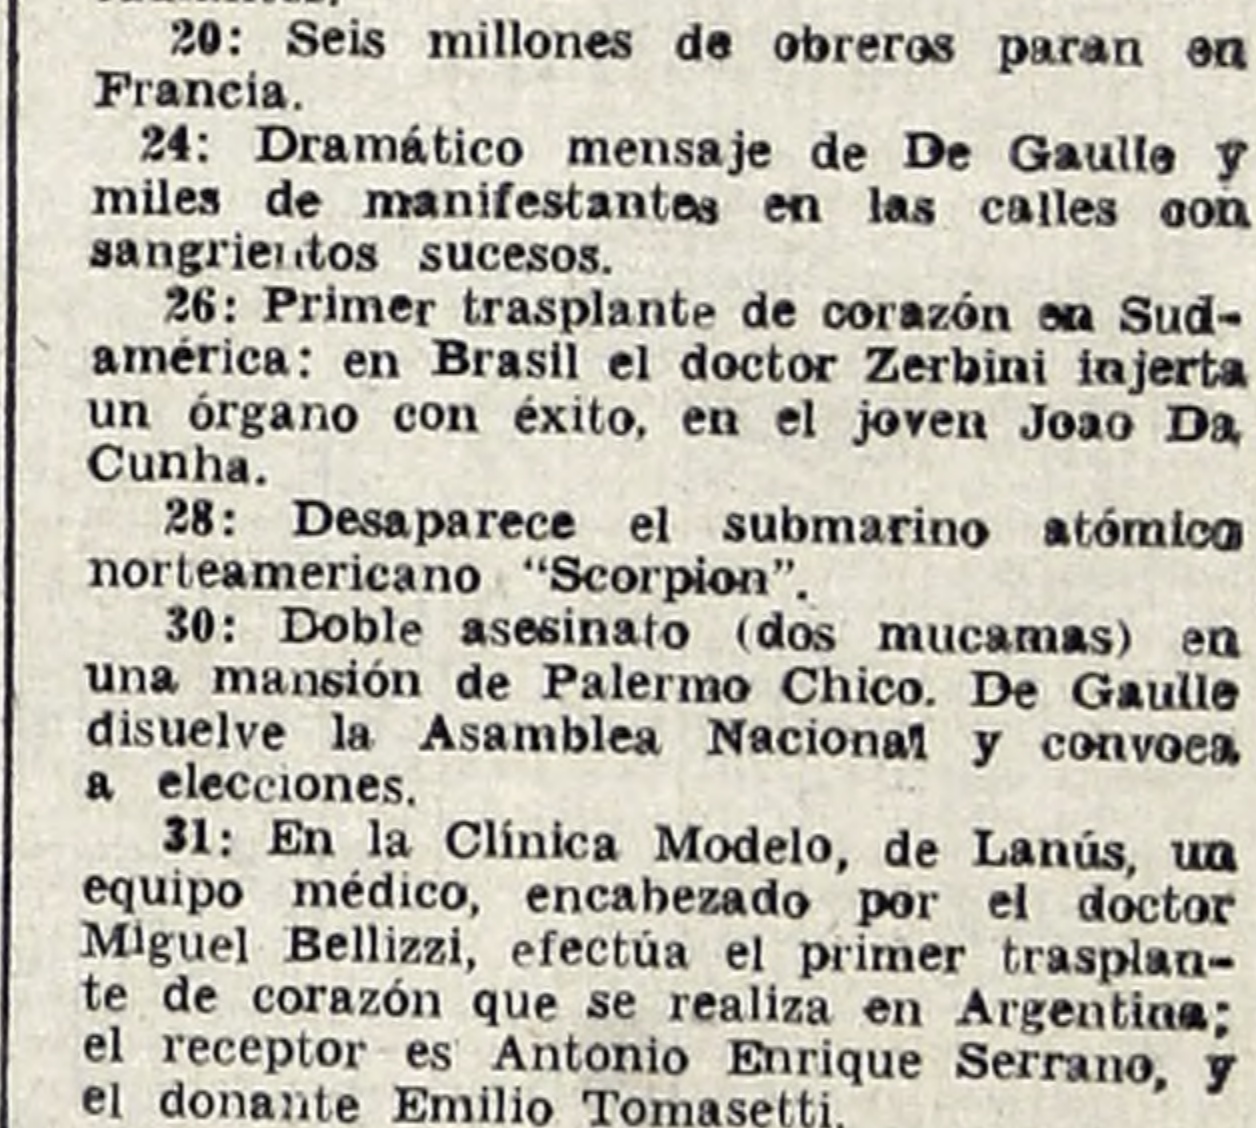 20: Seis millones de obreros paran en
Francia.
24: Dramático mensaje de De Gaulle y
miles de manifestantes en las calles con
sangrientos sucesos.
26: Primer trasplante de corazón en Sud-
américa: en Brasil el doctor Zerbini injerta
un órgano con éxito, en el joven Joao Da
Cunha.
28: Desaparece el submarino atómico
norteamericano "Scorpion".
30: Doble asesinato (dos mucamas) en
una mansión de Palermo Chico. De Gaulle
disuelve la Asamblea Nacional y convoca
a elecciones.
31: En la Clínica Modelo, de Lanús, un
equipo médico, encabezado por el doctor
Miguel Bellizzi, efectúa el primer trasplan-
te de corazón que se realiza en Argentina;
el receptor es Antonio Enrique Serrano, y
el donante Emilio Tomasetti.